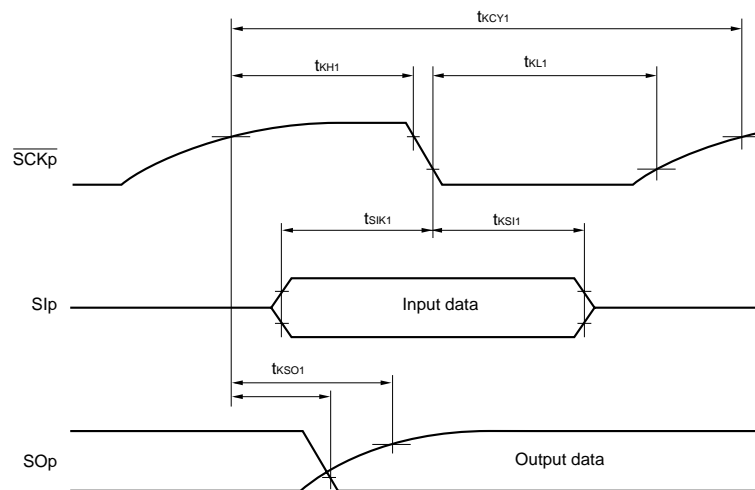 tKCY1
tKH1
tKL1
SCKp
tSIK1
tKSI1
SIp
Input data
tKSO1
SOp
Output data